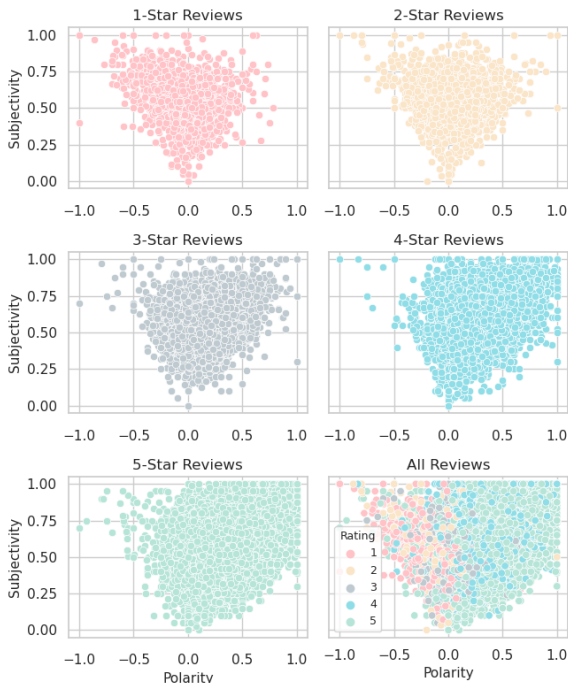 1-Star Reviews
2-Star Reviews
1.00
0.75
0.50
0.25
0.00
Subjectivity
−1.0 −0.5 0.0 0.5 1.0
−1.0 −0.5 0.0 0.5 1.0
3-Star Reviews
4-Star Reviews
1.00
0.75
0.50
0.25
0.00
Subjectivity
−1.0 −0.5 0.0 0.5 1.0
−1.0 −0.5 0.0 0.5 1.0
5-Star Reviews
All Reviews
1.00
0.75
0.50
0.25
0.00
Subjectivity
Rating
1
2
3
4
5
−1.0 −0.5 0.0 0.5 1.0
−1.0 −0.5 0.0 0.5 1.0
Polarity
Polarity